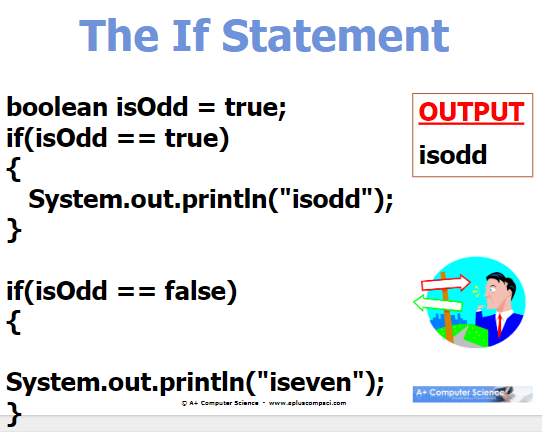 The If Statement
boolean isOdd = true;
if(isOdd == true)
{
System.out.println("isodd");
}
if(isOdd == false)
{
System.out.println("iseven");
}
OUTPUT
isodd
A+ Computer Science
© A+ Computer Science - www.apluscompsci.com